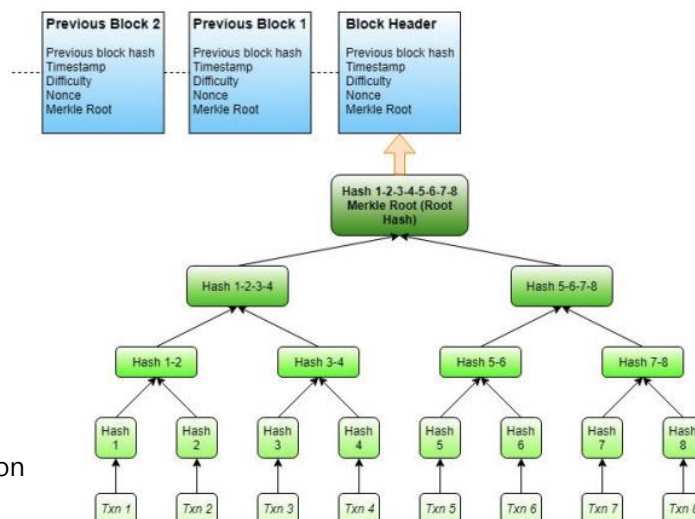 Previous Block 2
Previous block hash
Timestamp
Difficulty
Nonce
Merkle Root
Previous Block 1
Previous block hash
Timestamp
Difficulty
Nonce
Merkle Root
Block Header
Previous block hash
Timestamp
Difficulty
Nonce
Merkle Root
Hash 1-2-3-4-5-6-7-8
Merkle Root (Root
Hash)
Hash 1-2-3-4
Hash 5-6-7-8
Hash 1-2
Hash 3-4
Hash 5-6
Hash 7-8
Hash
1
Hash
2
Hash
3
Hash
4
Hash
5
Hash
6
Hash
7
Hash
8
on
Txn 1
Txn 2
Txn 3
Txn 4
Txn 5
Txn 6
Txn 7
Txn 8